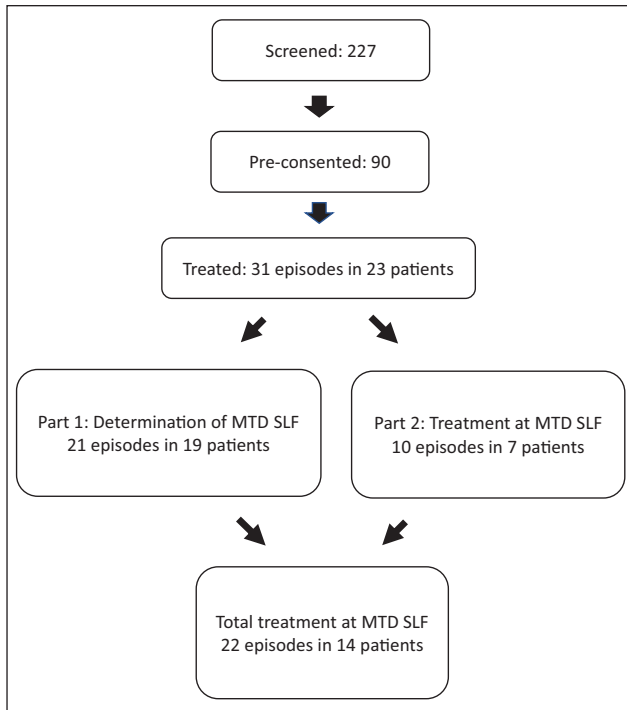 Screened: 227
Pre-consented: 90
Treated: 31 episodes in 23 patients
Part 1: Determination of MTD SLF
21 episodes in 19 patients
Part 2: Treatment at MTD SLF
10 episodes in 7 patients
Total treatment at MTD SLF
22 episodes in 14 patients